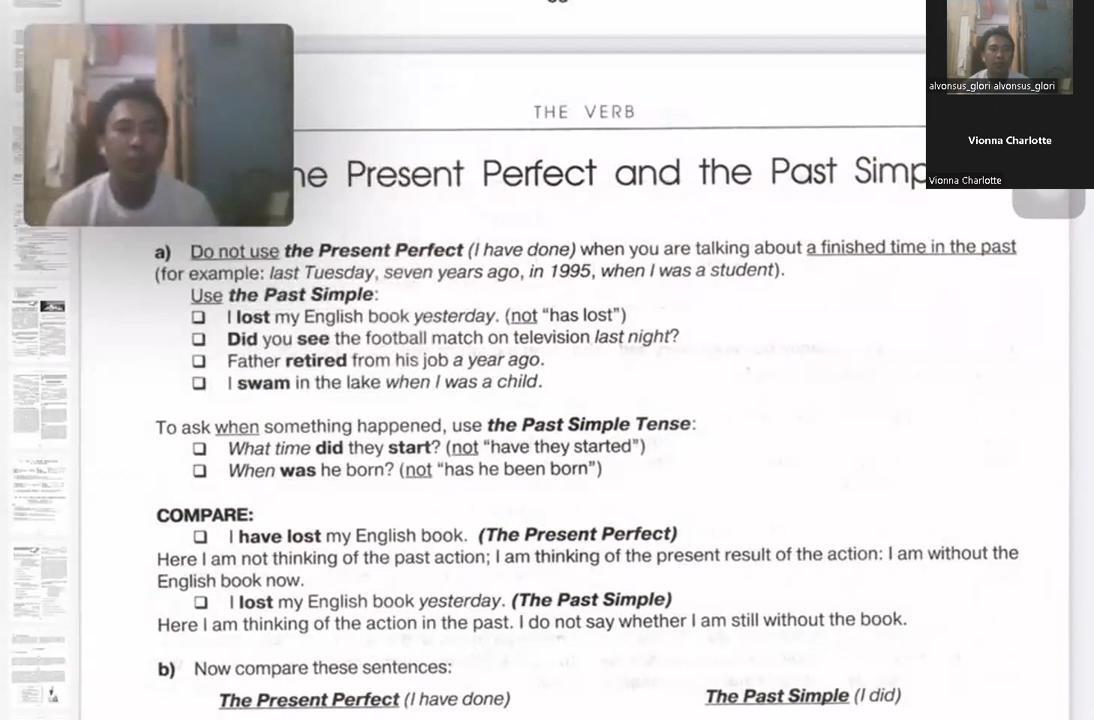 alvonsus_glori alvonsus_glori
Vionna Charlotte
Vionna Charlotte
THE VERB
Present Perfect and the Past
a) Do not use the Present Perfect (I have done) when you are talking about a finished time in the past
(for example: last Tuesday, seven years ago, in 1995, when I was a student).
Use the Past Simple:
❏ I lost my English book yesterday. (not "has lost")
❏ Did you see the football match on television last night?
❏ Father retired from his job a year ago.
❏ I swam in the lake when I was a child.
To ask when something happened, use the Past Simple Tense:
❏ What time did they start? (not "have they started")
❏ When was he born? (not "has he been born")
COMPARE:
❏ I have lost my English book. (The Present Perfect)
Here I am not thinking of the past action; I am thinking of the present result of the action: I am without the
English book now.
❏ I lost my English book yesterday. (The Past Simple)
Here I am thinking of the action in the past. I do not say whether I am still without the book.
b) Now compare these sentences:
The Present Perfect (I have done) The Past Simple (I did)